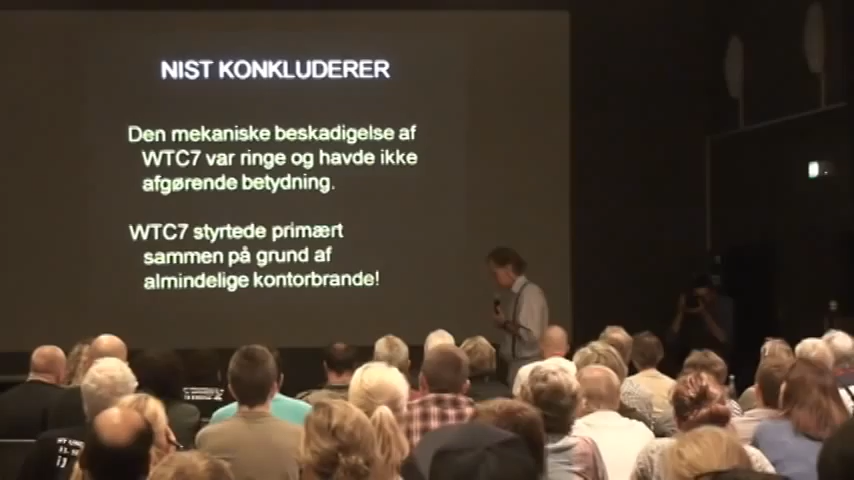 NIST KONKLUDERER
Den mekaniske beskadigelse af
WTC7 var ringe og havde ikke
afgørende betydning.
WTC7 styrtede primært
sammen på grund af
almindelige kontorbrande!